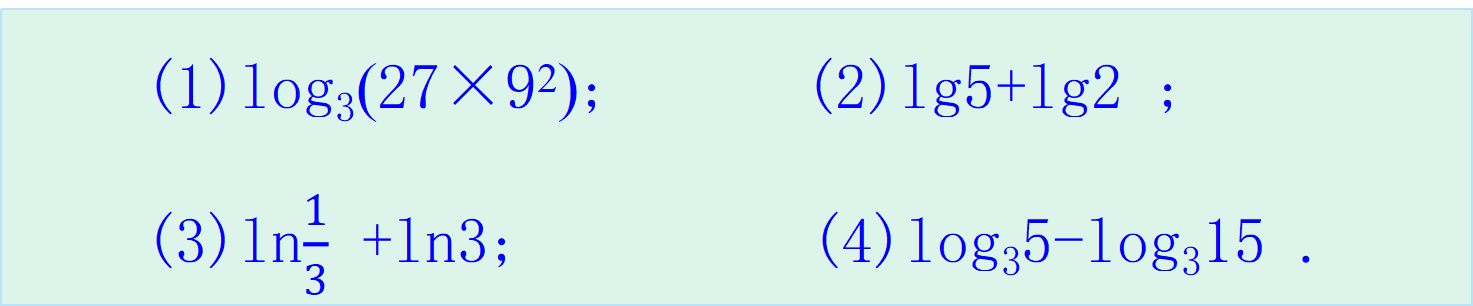 (1)log₃(27×9²);  (2)lg5+lg2 ;
(3)ln1/3 +ln3;  (4)log₃5-log₃15 .